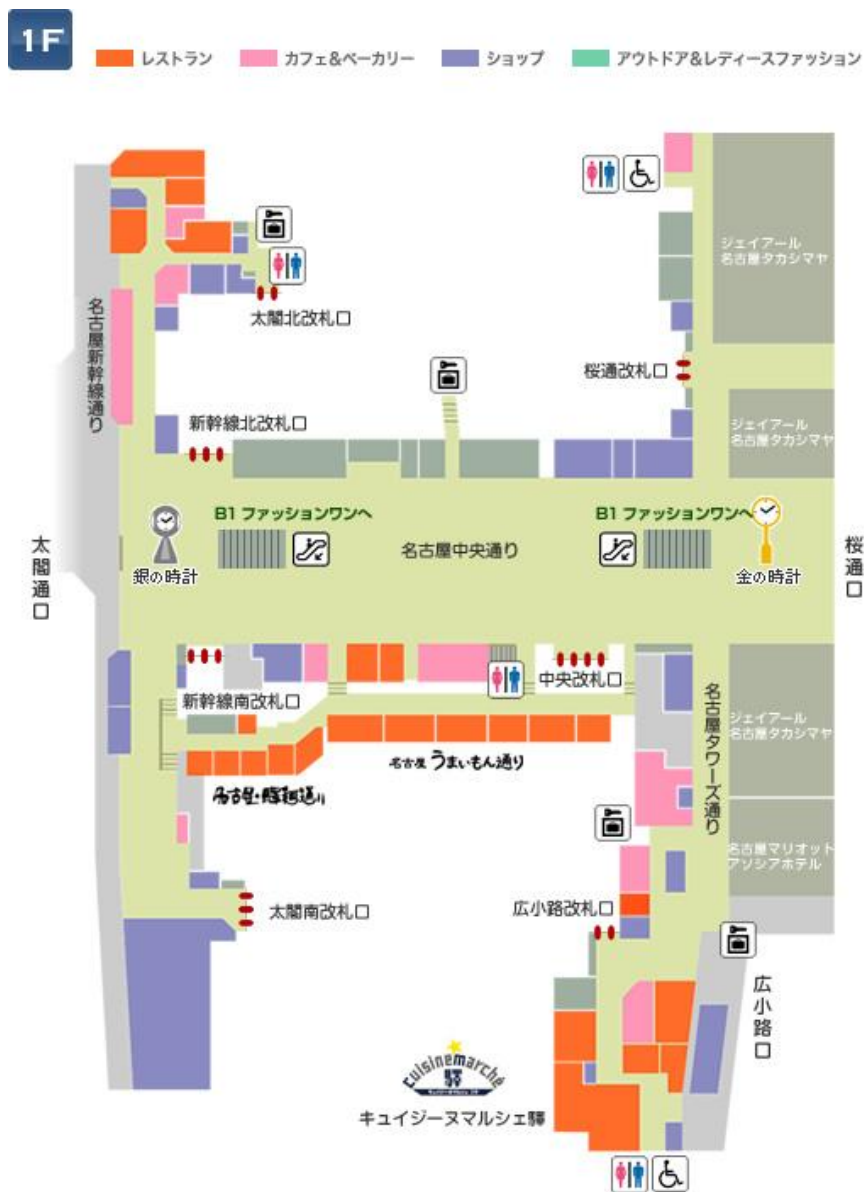 1F
レストラン カフェ&ベーカリー ショップ アウトドア&レディースファッション
ジェイアール
名古屋タカシマヤ
名古屋新幹線通り
太閤北改札口
桜通改札口
新幹線北改札口
ジェイアール
名古屋タカシマヤ
B1 ファッションワンへ
B1 ファッションワンへ
太閤通口
銀の時計
名古屋中央通り
金の時計
桜通口
新幹線南改札口
中央改札口
名古屋タワーズ通り
ジェイアール
名古屋タカシマヤ
名古屋 うまいもん通り
名古屋・驛麺通り
名古屋マリオット
アソシアホテル
太閤南改札口
広小路改札口
広小路口
cuisinemarché
驛
キュイジーヌマルシェ驛